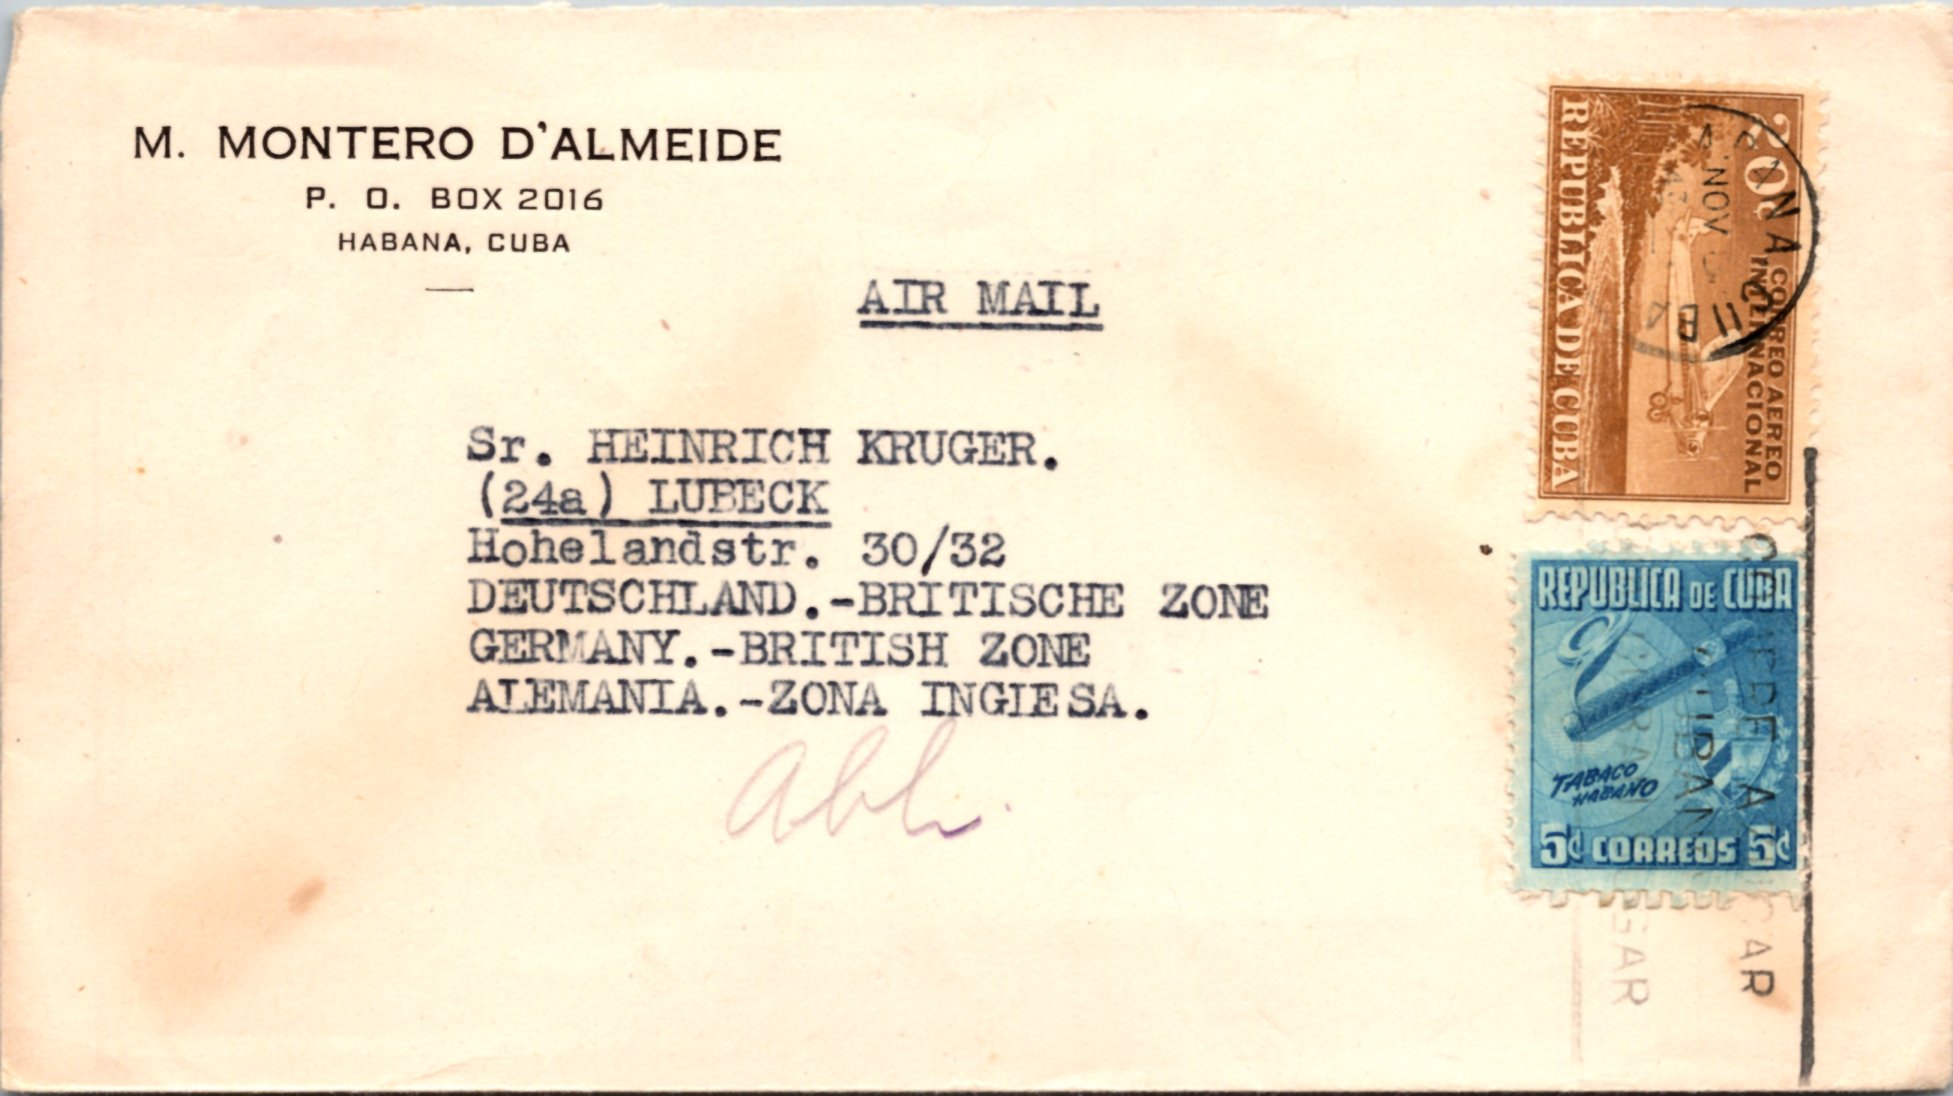 M. MONTERO D'ALMEIDE
P. O. BOX 2016
HABANA, CUBA
AIR MAIL
Sr. HEINRICH KRUGER.
(24a) LUBECK
Hohelandstr. 30/32
DEUTSCHLAND.-BRITISCHE ZONE
GERMANY.-BRITISH ZONE
ALEMANIA.-ZONA INGIESA.
20¢
CORREO AEREO
INTERNACIONAL
REPUBLICA DE CUBA
NOV
REPUBLICA DE CUBA
TABACO
HABANO
5¢ CORREOS 5¢